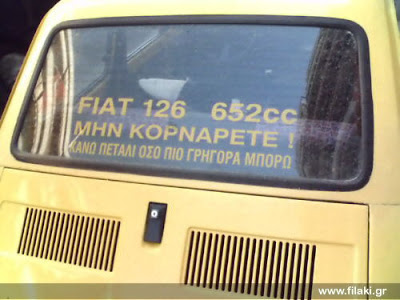 FIAT 126 652cc
ΜΗΝ ΚΟΡΝΑΡΕΤΕ !
ΚΑΝΩ ΠΕΤΑΛΙ ΟΣΟ ΠΙΟ ΓΡΗΓΟΡΑ ΜΠΟΡΩ
www.filaki.gr